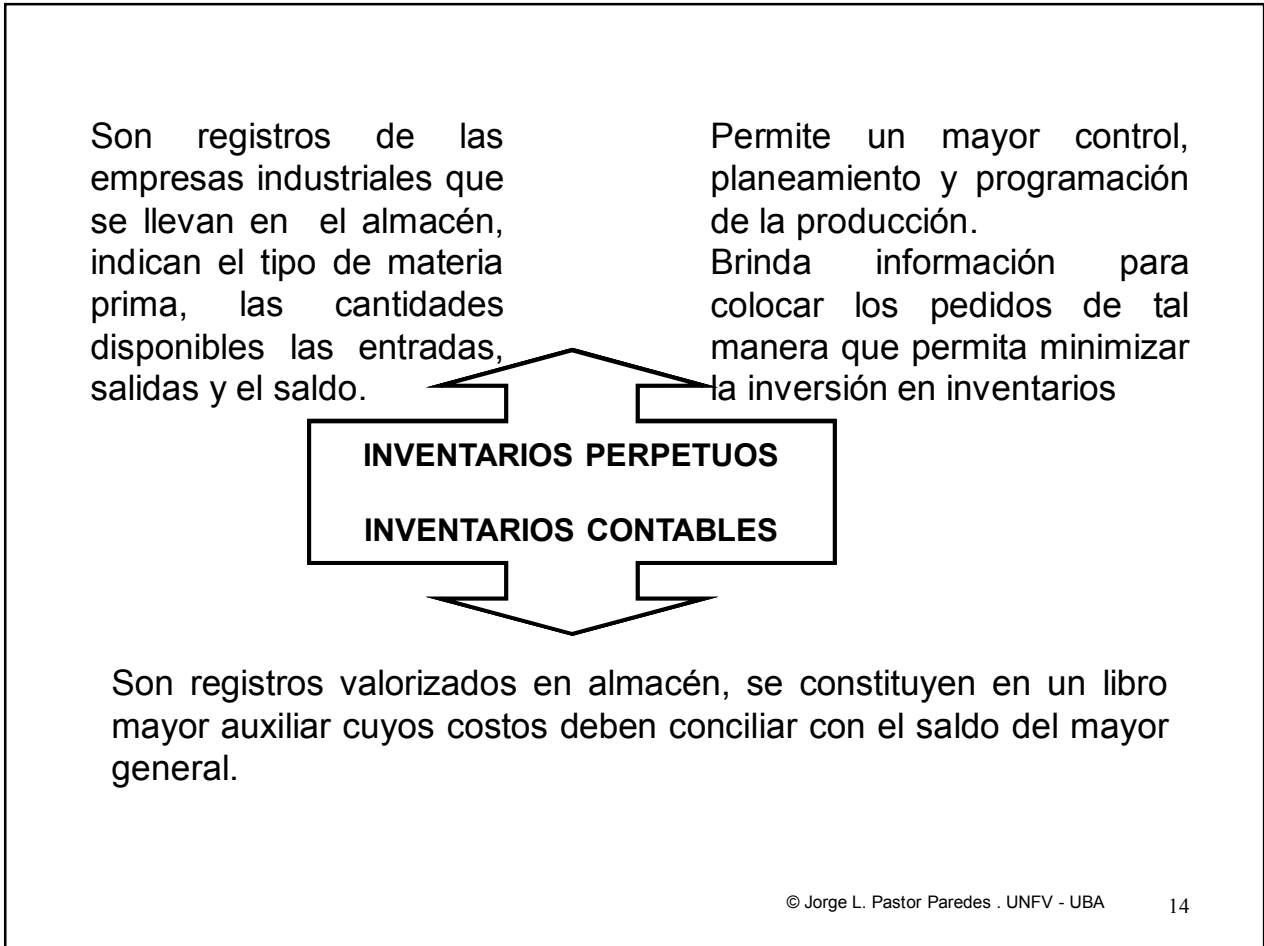 Son registros de las
empresas industriales que
se llevan en el almacén,
indican el tipo de materia
prima, las cantidades
disponibles las entradas,
salidas y el saldo.
Permite un mayor control,
planeamiento y programación
de la producción.
Brinda información para
colocar los pedidos de tal
manera que permita minimizar
la inversión en inventarios
INVENTARIOS PERPETUOS
INVENTARIOS CONTABLES
Son registros valorizados en almacén, se constituyen en un libro
mayor auxiliar cuyos costos deben conciliar con el saldo del mayor
general.
© Jorge L. Pastor Paredes . UNFV - UBA 14